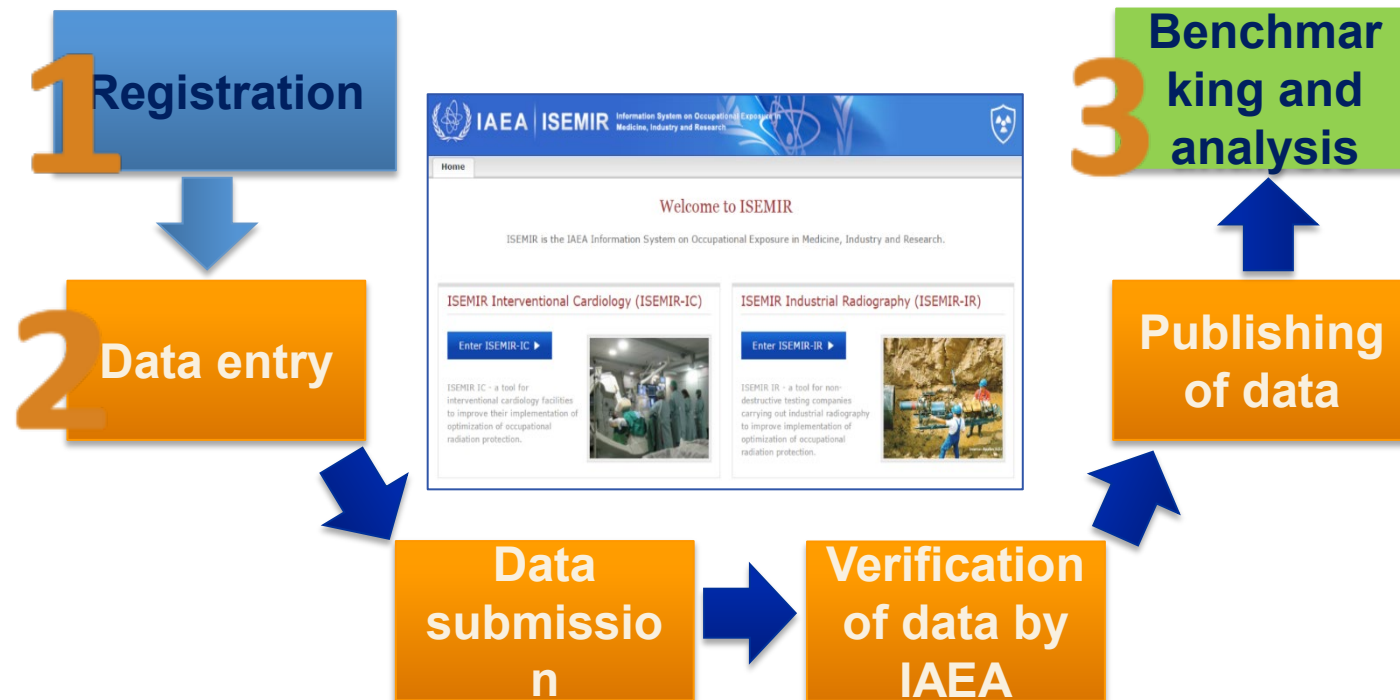 1
Registration
2
Data entry
Data
submissio
n
Verification
of data by
IAEA
Publishing
of data
3
Benchmar
king and
analysis
IAEA ISEMIR Information System on Occupational Exposure in
Medicine, Industry and Research
Home
Welcome to ISEMIR
ISEMIR is the IAEA Information System on Occupational Exposure in Medicine, Industry and Research.
ISEMIR Interventional Cardiology (ISEMIR-IC)
Enter ISEMIR-IC
ISEMIR IC - a tool for
interventional cardiology facilities
to improve their implementation of
optimization of occupational
radiation protection.
ISEMIR Industrial Radiography (ISEMIR-IR)
Enter ISEMIR-IR
ISEMIR IR - a tool for non-
destructive testing companies
carrying out industrial radiography
to improve implementation of
optimization of occupational
radiation protection.